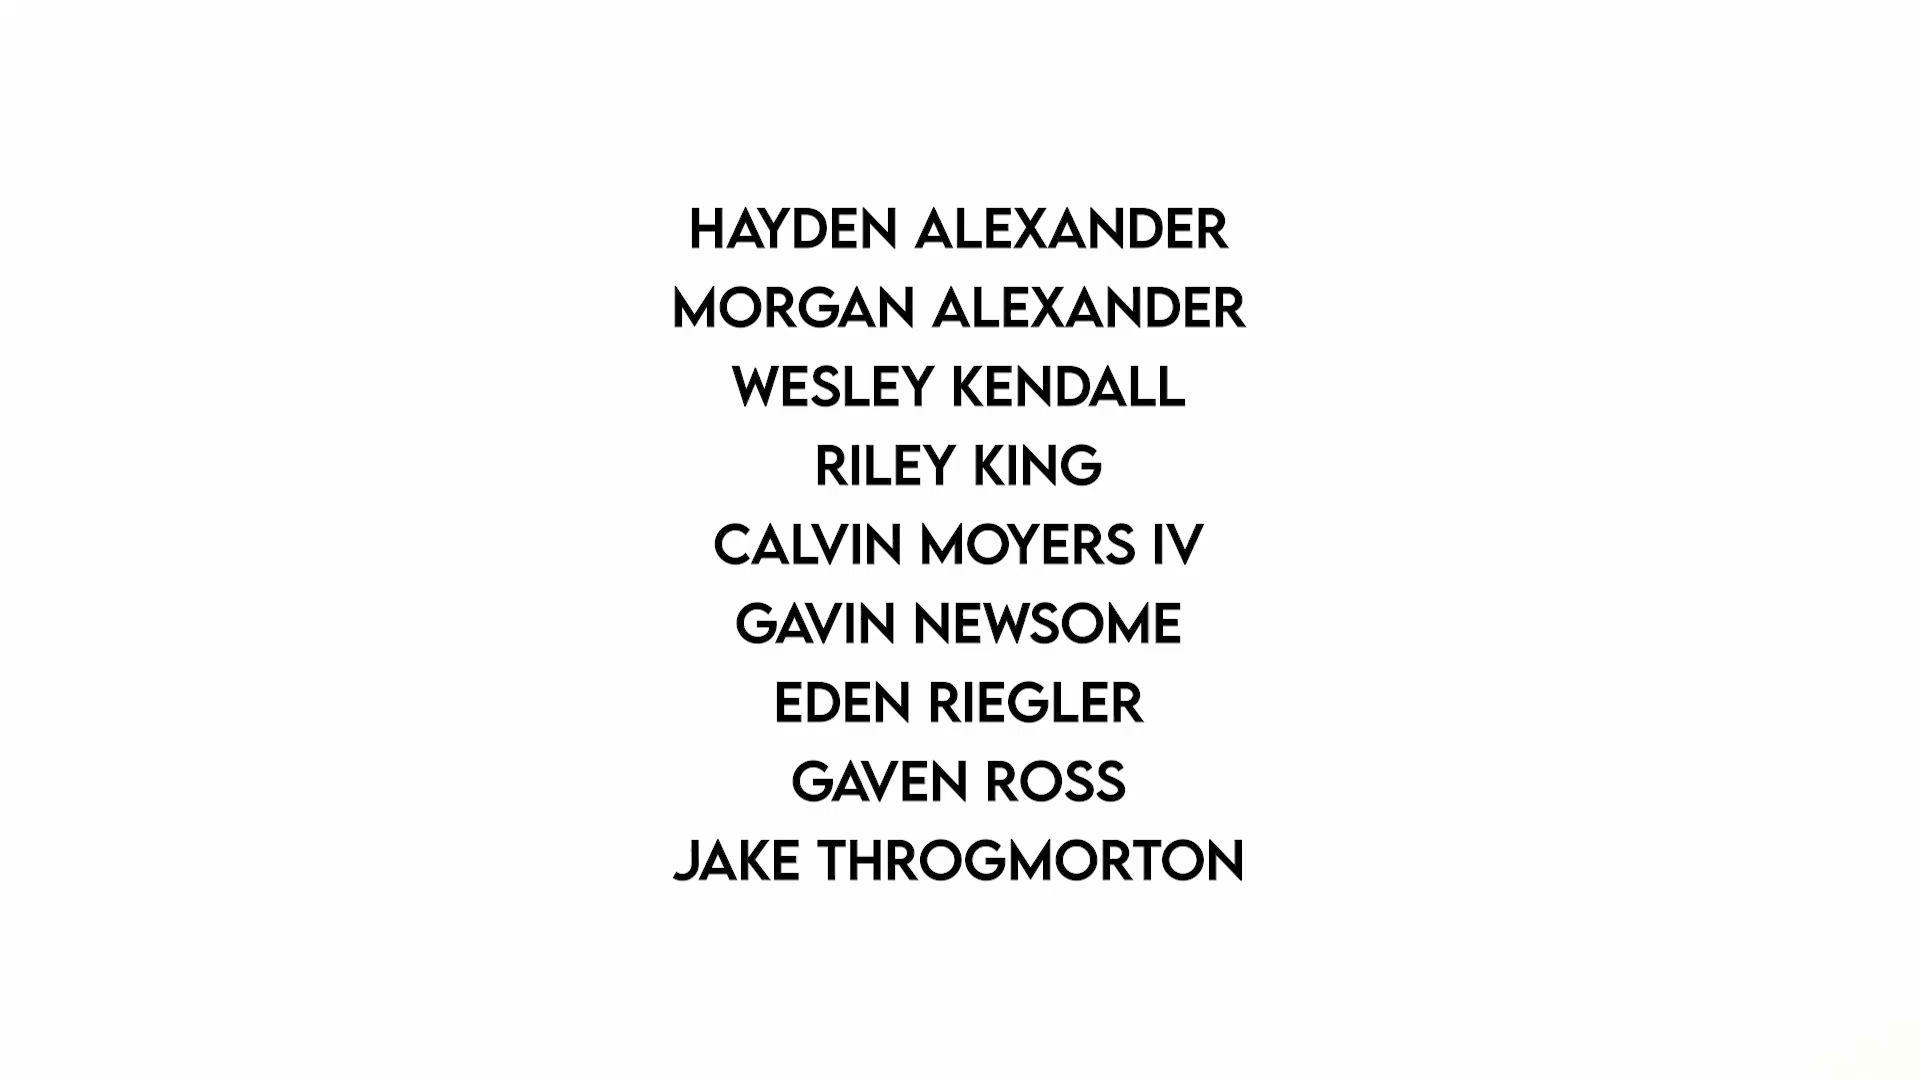 HAYDEN ALEXANDER
MORGAN ALEXANDER
WESLEY KENDALL
RILEY KING
CALVIN MOYERS IV
GAVIN NEWSOME
EDEN RIEGLER
GAVEN ROSS
JAKE THROGMORTON